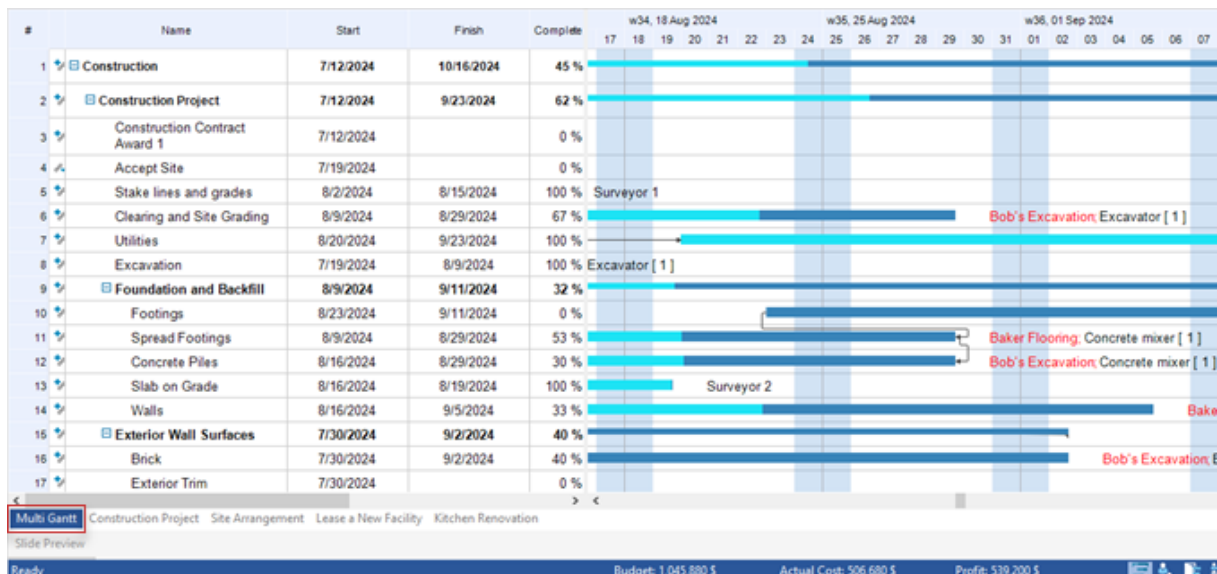 w34, 18 Aug 2024 w35, 25 Aug 2024 w36, 01 Sep 2024
# Name Start Finish Complete 17 18 19 20 21 22 23 24 25 26 27 28 29 30 31 01 02 03 04 05 06 07
1 Construction 7/12/2024 10/16/2024 45 %
2 Construction Project 7/12/2024 9/23/2024 62 %
3 Construction Contract Award 1 7/12/2024 0 %
4 Accept Site 7/19/2024 0 %
5 Stake lines and grades 8/2/2024 8/15/2024 100 % Surveyor 1
6 Clearing and Site Grading 8/9/2024 8/29/2024 67 % Bob's Excavation; Excavator [ 1 ]
7 Utilities 8/20/2024 9/23/2024 100 %
8 Excavation 7/19/2024 8/9/2024 100 % Excavator [ 1 ]
9 Foundation and Backfill 8/9/2024 9/11/2024 32 %
10 Footings 8/23/2024 9/11/2024 0 %
11 Spread Footings 8/9/2024 8/29/2024 53 % Baker Flooring; Concrete mixer [ 1 ]
12 Concrete Piles 8/16/2024 8/29/2024 30 % Bob's Excavation; Concrete mixer [ 1 ]
13 Slab on Grade 8/16/2024 8/19/2024 100 % Surveyor 2
14 Walls 8/16/2024 9/5/2024 33 % Bake
15 Exterior Wall Surfaces 7/30/2024 9/2/2024 40 %
16 Brick 7/30/2024 9/2/2024 40 % Bob's Excavation;
17 Exterior Trim 7/30/2024 0 %
Multi Gantt Construction Project Site Arrangement Lease a New Facility Kitchen Renovation
Slide Preview
Ready Budget: 1.045.880 $ Actual Cost: 506.680 $ Profit: 539.200 $